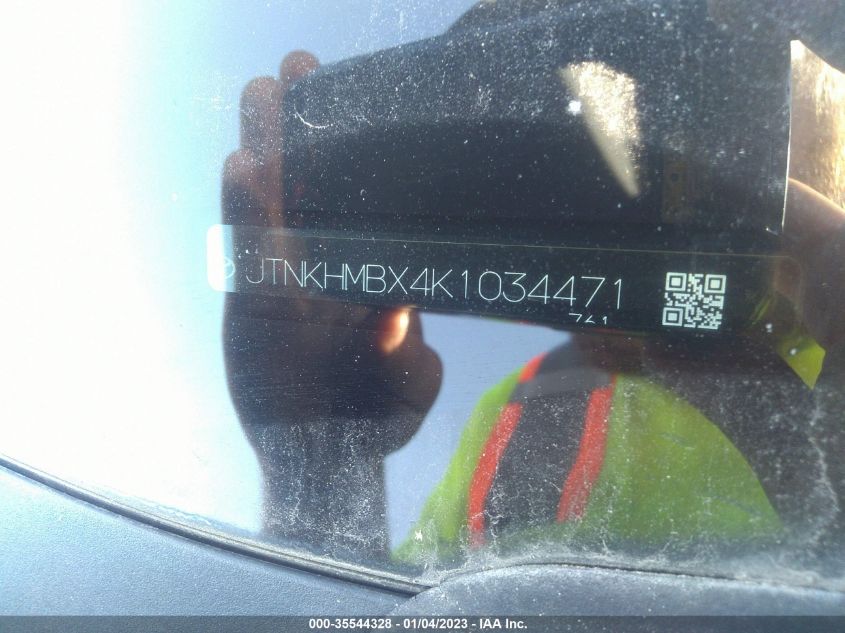 JTNKHMBX4K1034471
000-35544328 - 01/04/2023 - IAA Inc.